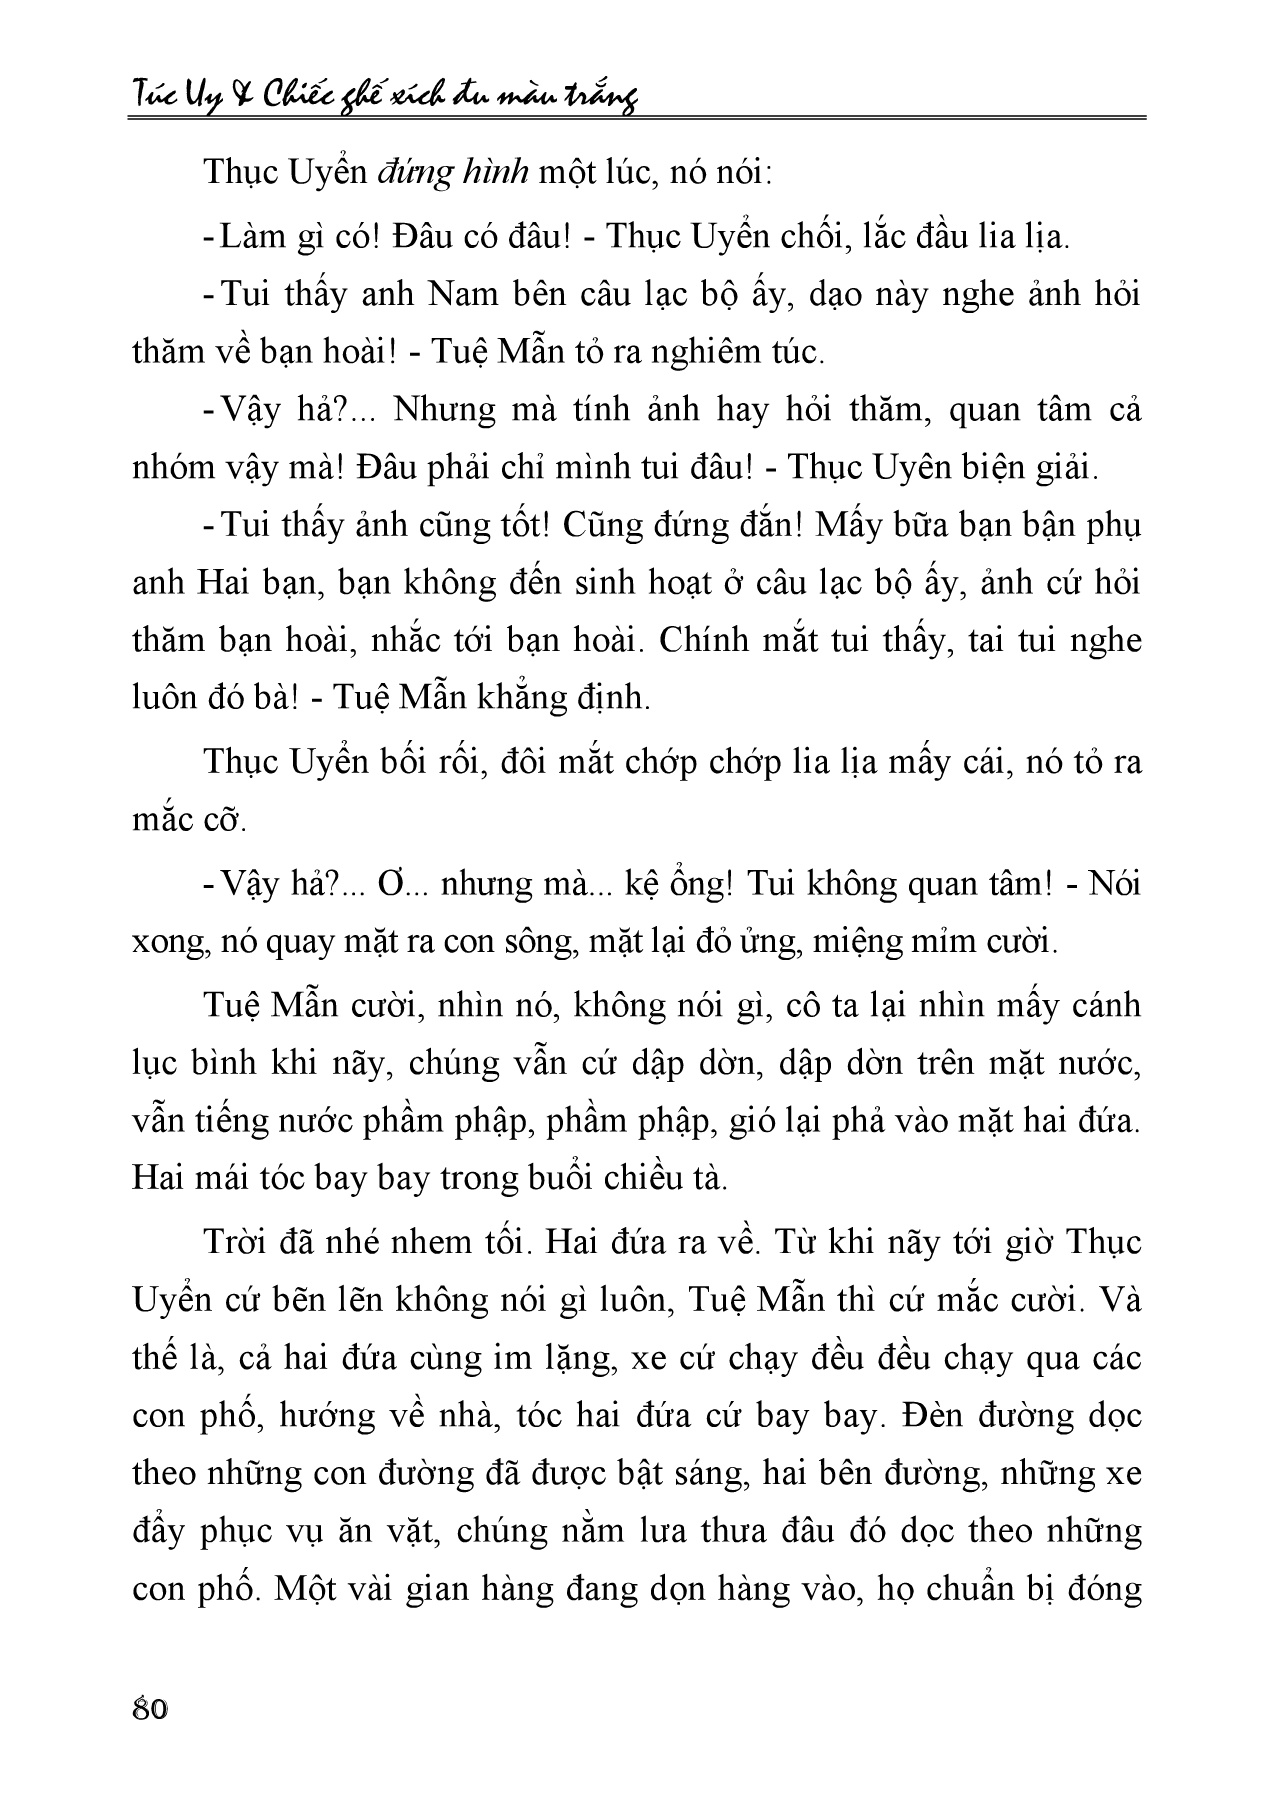 Túc Uy & Chiếc ghế xích đu màu trắng
Thục Uyển đứng hình một lúc, nó nói:
- Làm gì có! Đâu có đâu! - Thục Uyển chối, lắc đầu lia lịa.
- Tui thấy anh Nam bên câu lạc bộ ấy, dạo này nghe ảnh hỏi
thăm về bạn hoài! - Tuệ Mẫn tỏ ra nghiêm túc.
- Vậy hả?... Nhưng mà tính ảnh hay hỏi thăm, quan tâm cả
nhóm vậy mà! Đâu phải chỉ mình tui đâu! - Thục Uyên biện giải.
- Tui thấy ảnh cũng tốt! Cũng đứng đắn! Mấy bữa bạn bận phụ
anh Hai bạn, bạn không đến sinh hoạt ở câu lạc bộ ấy, ảnh cứ hỏi
thăm bạn hoài, nhắc tới bạn hoài. Chính mắt tui thấy, tai tui nghe
luôn đó bà! - Tuệ Mẫn khẳng định.
Thục Uyển bối rối, đôi mắt chớp chớp lia lịa mấy cái, nó tỏ ra
mắc cỡ.
- Vậy hả?... Ơ... nhưng mà... kệ ổng! Tui không quan tâm! - Nói
xong, nó quay mặt ra con sông, mặt lại đỏ ửng, miệng mỉm cười.
Tuệ Mẫn cười, nhìn nó, không nói gì, cô ta lại nhìn mấy cánh
lục bình khi nãy, chúng vẫn cứ dập dờn, dập dờn trên mặt nước,
vẫn tiếng nước phầm phập, phầm phập, gió lại phả vào mặt hai đứa.
Hai mái tóc bay bay trong buổi chiều tà.
Trời đã nhé nhem tối. Hai đứa ra về. Từ khi nãy tới giờ Thục
Uyển cứ bẽn lẽn không nói gì luôn, Tuệ Mẫn thì cứ mắc cười. Và
thế là, cả hai đứa cùng im lặng, xe cứ chạy đều đều chạy qua các
con phố, hướng về nhà, tóc hai đứa cứ bay bay. Đèn đường dọc
theo những con đường đã được bật sáng, hai bên đường, những xe
đẩy phục vụ ăn vặt, chúng nằm lưa thưa đâu đó dọc theo những
con phố. Một vài gian hàng đang dọn hàng vào, họ chuẩn bị đóng
80